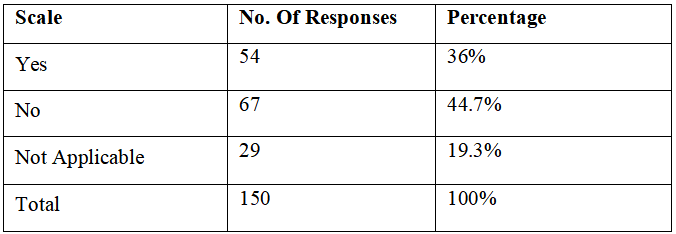 Scale No. Of Responses Percentage
Yes 54 36%
No 67 44.7%
Not Applicable 29 19.3%
Total 150 100%